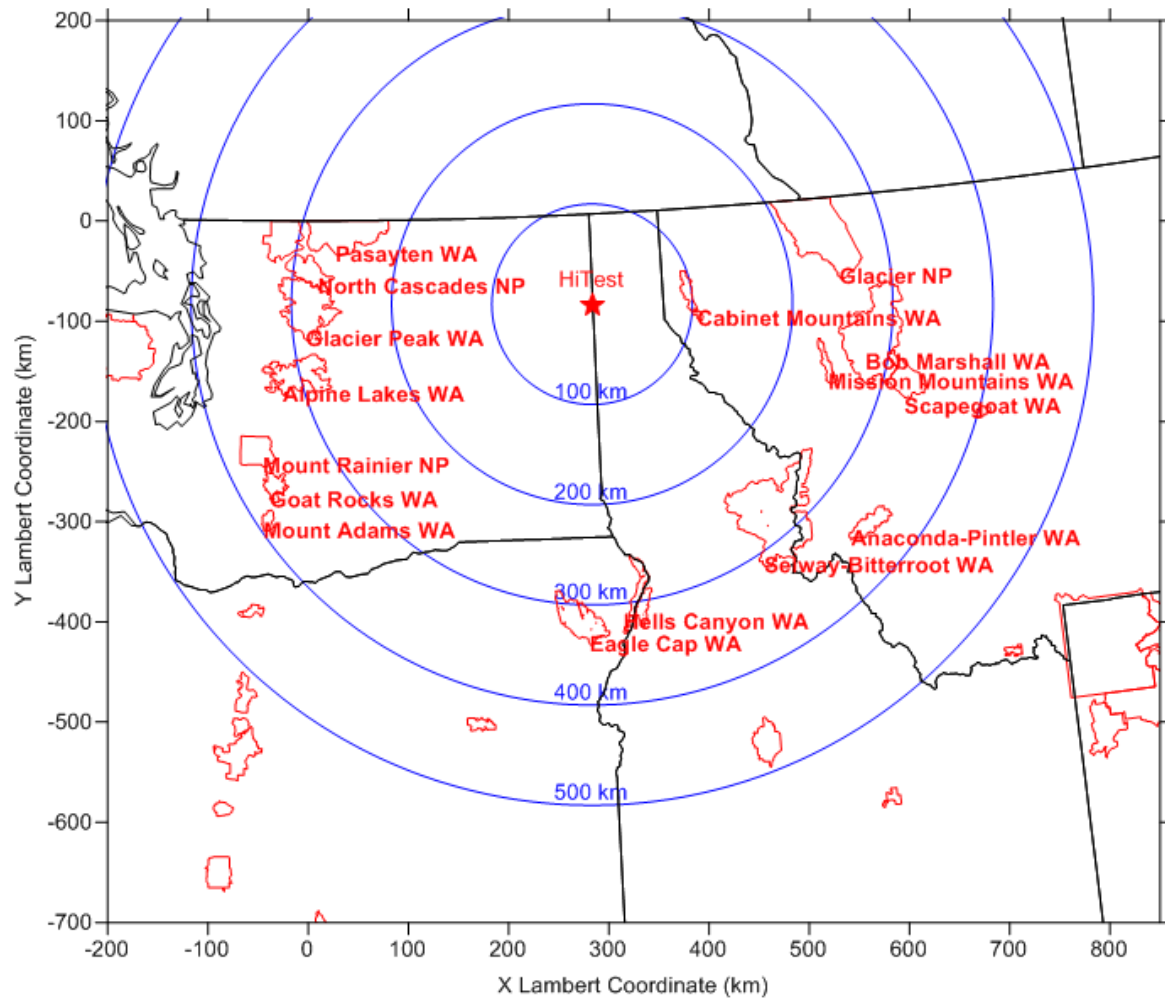 200
100
0
-100
-200
-300
-400
-500
-600
-700
Y Lambert Coordinate (km)
Pasayten WA
North Cascades NP
Glacier Peak WA
Alpine Lakes WA
Mount Rainier NP
Goat Rocks WA
Mount Adams WA
HiTest
Glacier NP
Cabinet Mountains WA
Bob Marshall WA
Mission Mountains WA
Scapegoat WA
Anaconda-Pintler WA
Selway-Bitterroot WA
Hells Canyon WA
Eagle Cap WA
100 km
200 km
300 km
400 km
500 km
-200 -100 0 100 200 300 400 500 600 700 800
X Lambert Coordinate (km)